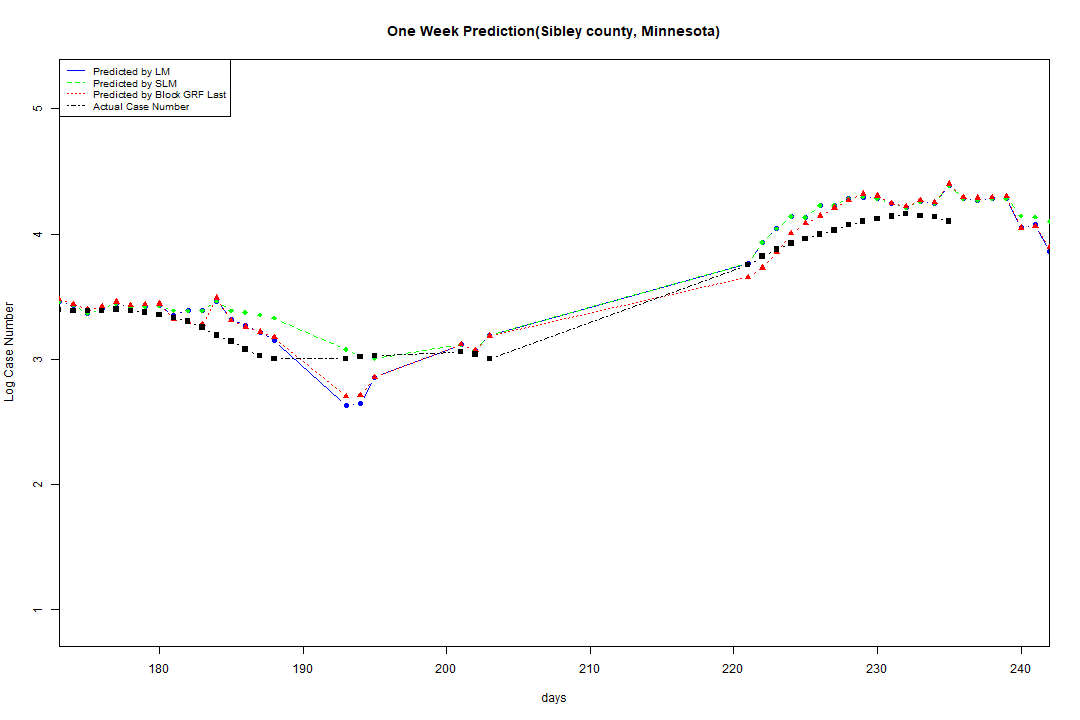 One Week Prediction(Sibley county, Minnesota)
Predicted by LM
Predicted by SLM
Predicted by Block GRF Last
Actual Case Number
5
4
3
2
1
Log Case Number
180 190 200 210 220 230 240
days